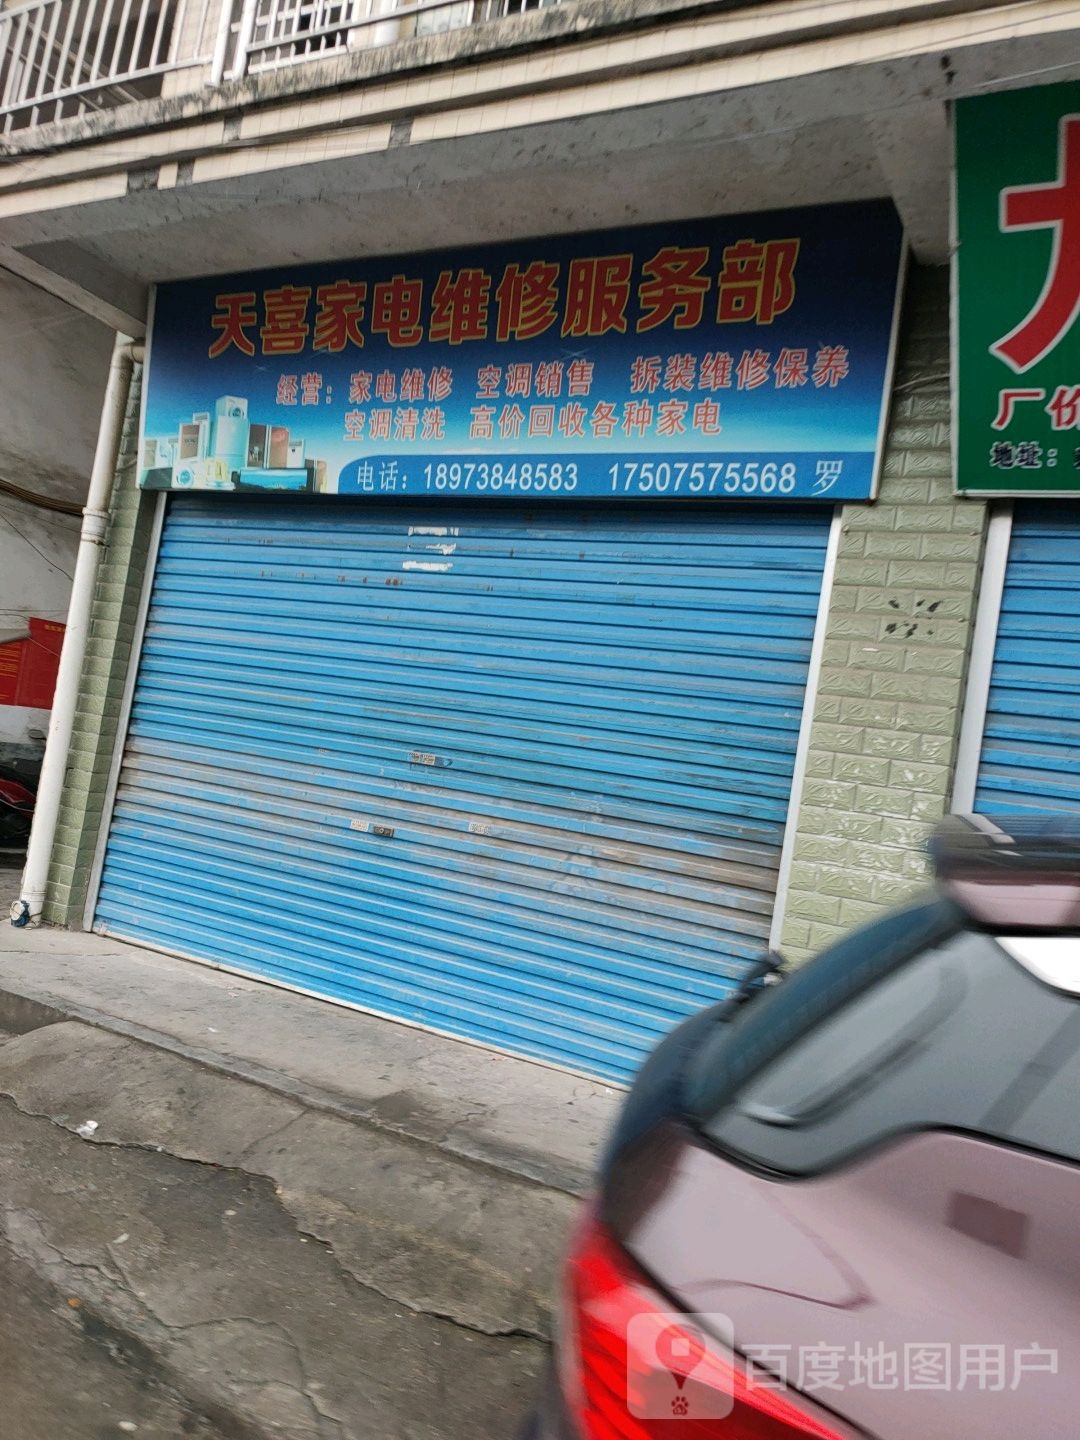 天喜家电维修服务部
经营：家电维修 空调销售 拆装维修保养
空调清洗 高价回收各种家电
电话：18973848583 17507575568 罗
厂价
地址：
百度地图用户